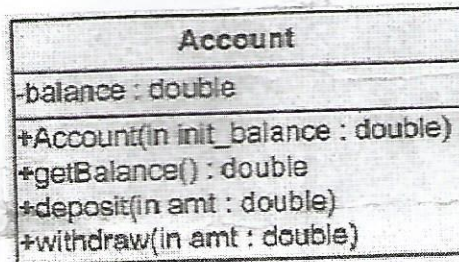 Account
-balance : double
+Account(in init_balance : double)
+getBalance() : double
+deposit(in amt : double)
+withdraw(in amt : double)